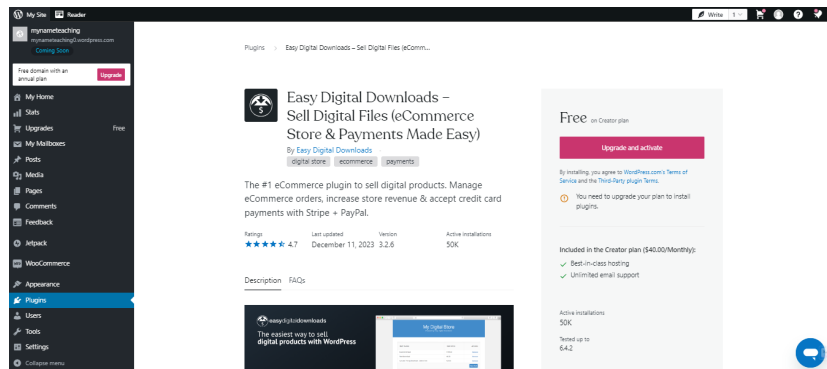 My Site Reader Write 1
mynameteaching
mynameteaching0.wordpress.com
Coming Soon
Free domain with an
annual plan
Upgrade
My Home
Stats
Upgrades Free
My Mailboxes
Posts
Media
Pages
Comments
Feedback
Jetpack
WooCommerce
Appearance
Plugins
Users
Tools
Settings
Collapse menu
Plugins Easy Digital Downloads – Sell Digital Files (eComm...
Easy Digital Downloads –
Sell Digital Files (eCommerce
Store & Payments Made Easy)
By Easy Digital Downloads
digital store ecommerce payments
The #1 eCommerce plugin to sell digital products. Manage
eCommerce orders, increase store revenue & accept credit card
payments with Stripe + PayPal.
Ratings Last updated Version Active installations
4.7 December 11, 2023 3.2.6 50K
Description FAQs
easydigitaldownloads
The easiest way to sell
digital products with WordPress
My Digital Store
Free on Creator plan
Upgrade and activate
By installing, you agree to WordPress.com's Terms of
Service and the Third-Party plugin Terms.
You need to upgrade your plan to install
plugins.
Included in the Creator plan ($40.00/Monthly):
Best-in-class hosting
Unlimited email support
Active installations
50K
Tested up to
6.4.2